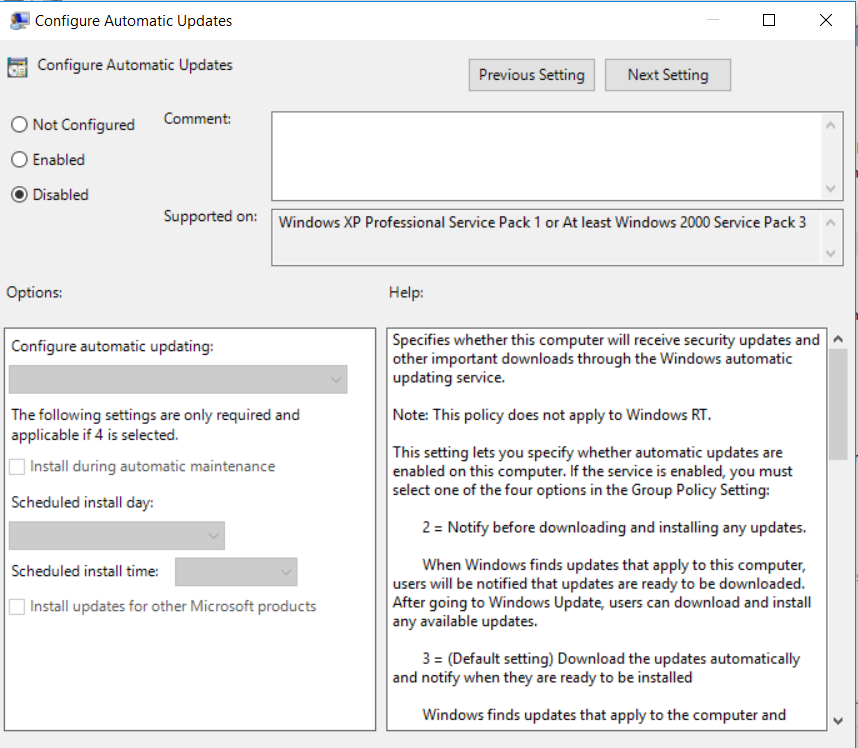 Configure Automatic Updates
Configure Automatic Updates
Previous Setting
Next Setting
Not Configured
Comment:
Enabled
Disabled
Supported on:
Windows XP Professional Service Pack 1 or At least Windows 2000 Service Pack 3
Options:
Help:
Configure automatic updating:
The following settings are only required and
applicable if 4 is selected.
Install during automatic maintenance
Scheduled install day:
Scheduled install time:
Install updates for other Microsoft products
Specifies whether this computer will receive security updates and
other important downloads through the Windows automatic
updating service.
Note: This policy does not apply to Windows RT.
This setting lets you specify whether automatic updates are
enabled on this computer. If the service is enabled, you must
select one of the four options in the Group Policy Setting:
2 = Notify before downloading and installing any updates.
When Windows finds updates that apply to this computer,
users will be notified that updates are ready to be downloaded.
After going to Windows Update, users can download and install
any available updates.
3 = (Default setting) Download the updates automatically
and notify when they are ready to be installed
Windows finds updates that apply to the computer and